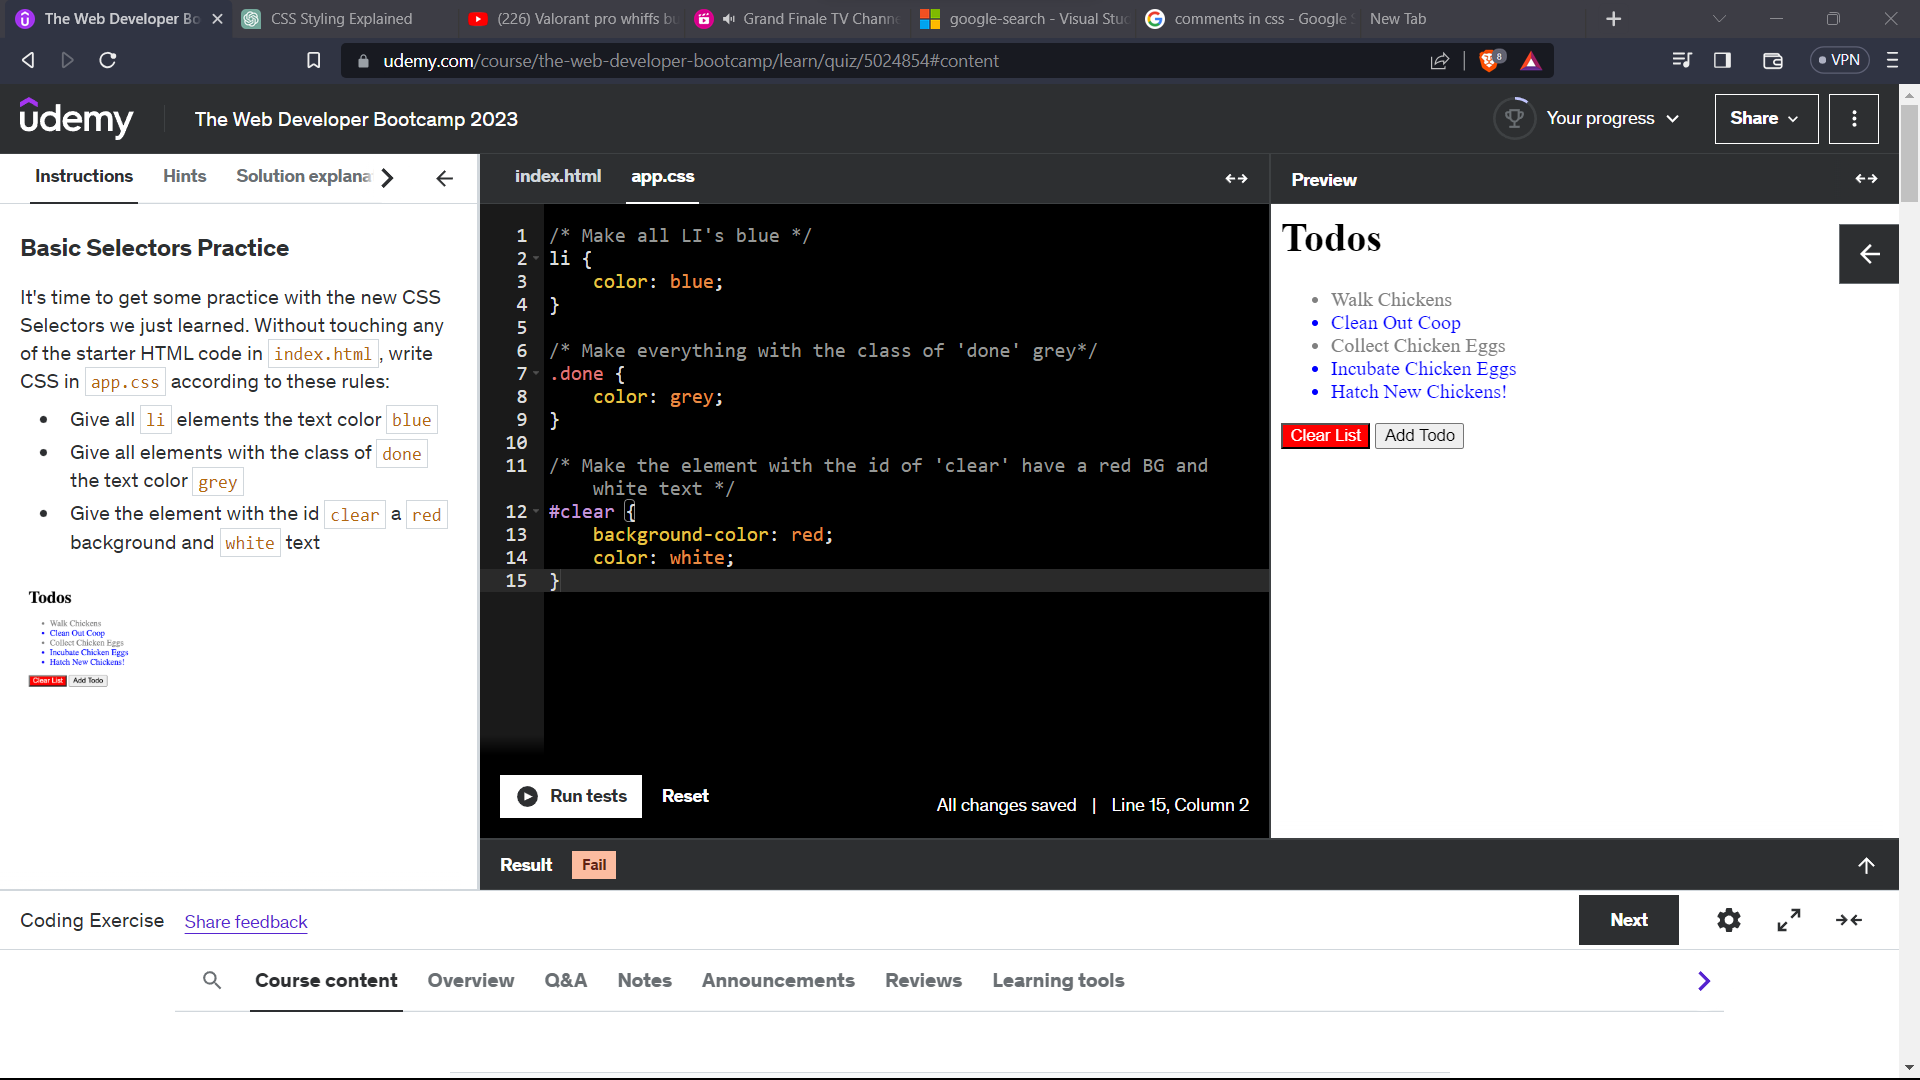 The Web Developer Bo
CSS Styling Explained
(226) Valorant pro whiffs bu
Grand Finale TV Channe
google-search - Visual Stud
comments in css - Google S
New Tab
udemy.com/course/the-web-developer-bootcamp/learn/quiz/5024854#content
8
VPN
udemy
The Web Developer Bootcamp 2023
Your progress
Share
Instructions
Hints
Solution explana
index.html
app.css
Preview
Basic Selectors Practice
It's time to get some practice with the new CSS
Selectors we just learned. Without touching any
of the starter HTML code in index.html, write
CSS in app.css according to these rules:
Give all li elements the text color blue
Give all elements with the class of done
the text color grey
Give the element with the id clear a red
background and white text
Todos
Walk Chickens
Clean Out Coop
Collect Chicken Eggs
Incubate Chicken Eggs
Hatch New Chickens!
Clear List Add Todo
1 /* Make all LI's blue */
2 li {
3 color: blue;
4 }
5
6 /* Make everything with the class of 'done' grey*/
7 .done {
8 color: grey;
9 }
10
11 /* Make the element with the id of 'clear' have a red BG and
white text */
12 #clear {
13 background-color: red;
14 color: white;
15 }
Run tests
Reset
All changes saved | Line 15, Column 2
Todos
Walk Chickens
Clean Out Coop
Collect Chicken Eggs
Incubate Chicken Eggs
Hatch New Chickens!
Clear List Add Todo
Result Fail
Coding Exercise
Share feedback
Next
Course content
Overview
Q&A
Notes
Announcements
Reviews
Learning tools